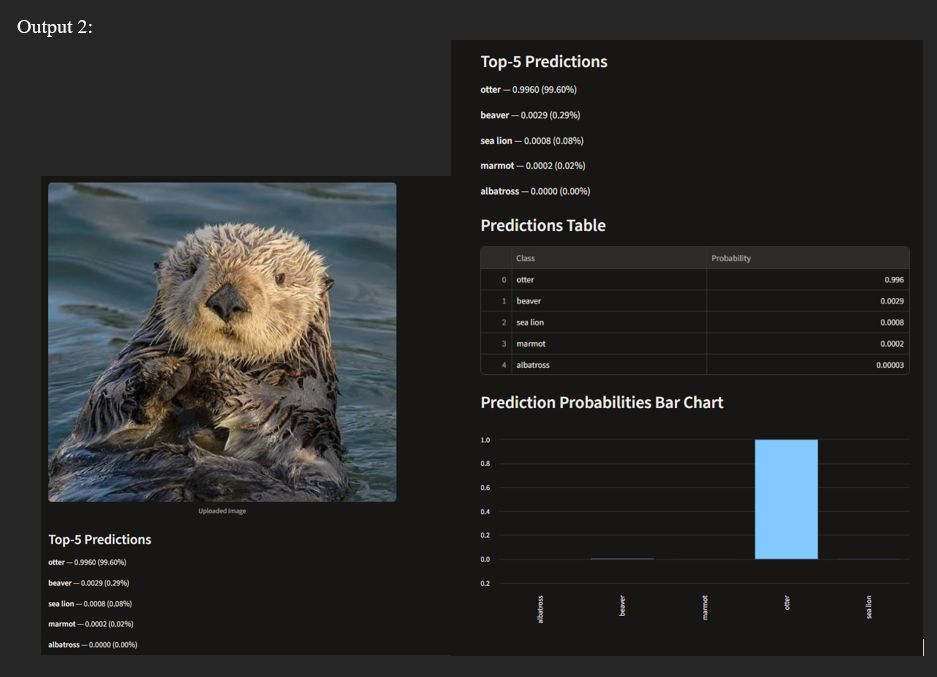 Output 2:
Uploaded Image
Top-5 Predictions
otter — 0.9960 (99.60%)
beaver — 0.0029 (0.29%)
sea lion — 0.0008 (0.08%)
marmot — 0.0002 (0.02%)
albatross — 0.0000 (0.00%)
Top-5 Predictions
otter — 0.9960 (99.60%)
beaver — 0.0029 (0.29%)
sea lion — 0.0008 (0.08%)
marmot — 0.0002 (0.02%)
albatross — 0.0000 (0.00%)
Predictions Table
Class Probability
0 otter 0.996
1 beaver 0.0029
2 sea lion 0.0008
3 marmot 0.0002
4 albatross 0.00003
Prediction Probabilities Bar Chart
1.0
0.8
0.6
0.4
0.2
0.0
0.2
albatross beaver marmot otter sea lion